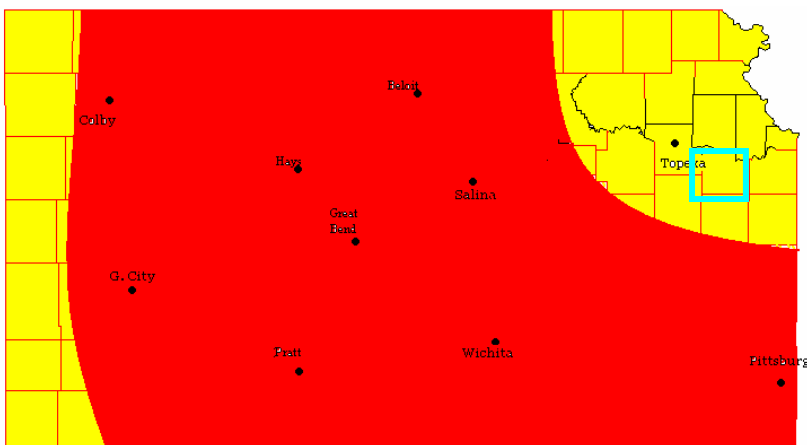 Beloit
Colby
Hays
Topeka
Salina
Great
Bend
G. City
Pratt
Wichita
Pittsburg